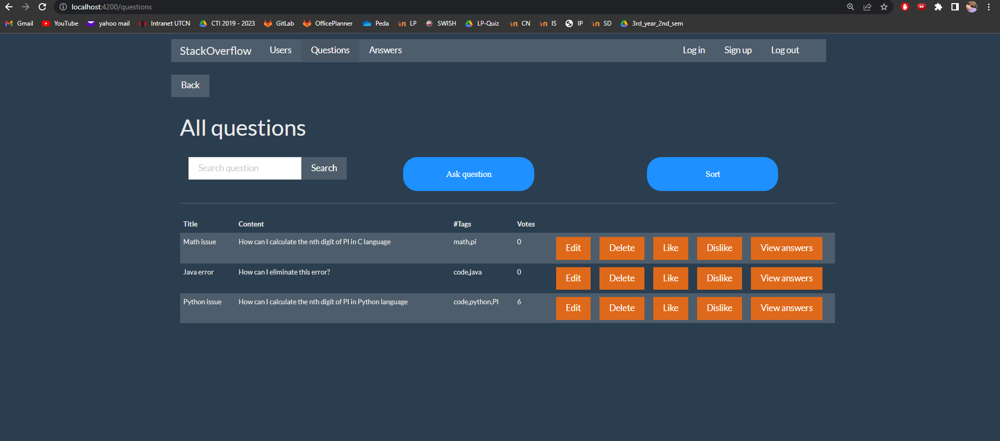 localhost:4200/questions
Gmail YouTube yahoo mail Intranet UTCN CTI 2019 - 2023 GitLab OfficePlanner Peda LP SWISH LP-Quiz CN IS IP SD 3rd_year_2nd_sem
StackOverflow Users Questions Answers Log in Sign up Log out
Back
All questions
Search question Search Ask question Sort
Title Content #Tags Votes
Math issue How can I calculate the nth digit of PI in C language math,pi 0 Edit Delete Like Dislike View answers
Java error How can I eliminate this error? code,java 0 Edit Delete Like Dislike View answers
Python issue How can I calculate the nth digit of PI in Python language code,python,PI 6 Edit Delete Like Dislike View answers